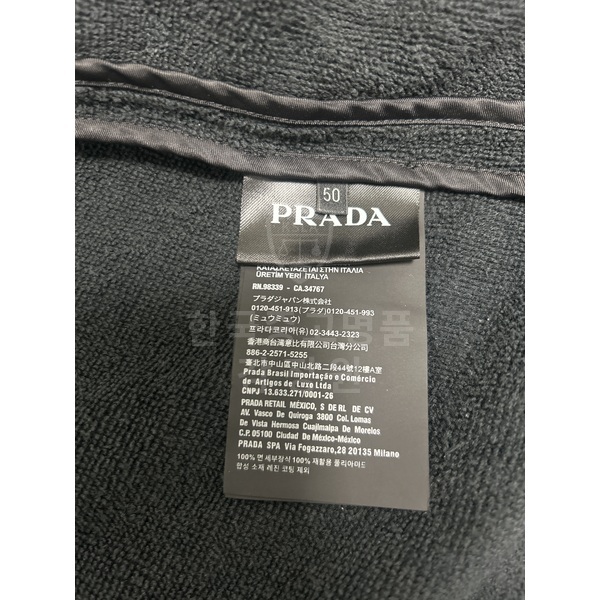 50
PRADA
ΚΑΤΑΣΚΕΥΑΖΕΤΑΙ ΣΤΗΝ ΙΤΑΛΙΑ
ÜRETİM YERİ İTALYA
RN.98339 - CA.34767
プラダジャパン株式会社
0120-451-913(プラダ)0120-451-993
(ミュウミュウ)
프라다코리아(유) 02-3443-2323
香港商台灣意比有限公司台灣分公司
886-2-2571-5255
臺北市中山區中山北路二段44號12樓A室
Prada Brasil Importação e Comércio
de Artigos de Luxo Ltda
CNPJ 13.633.271/0001-26
PRADA RETAIL MÉXICO, S DE RL DE CV
AV. Vasco De Quiroga 3800 Col. Lomas
De Vista Hermosa Cuajimalpa De Morelos
C.P. 05100 Ciudad De México-México
PRADA SPA Via Fogazzaro, 28 20135 Milano
100% 면 세부장식 100% 재활용 폴리아미드
합성 소재 레진 코팅 제외